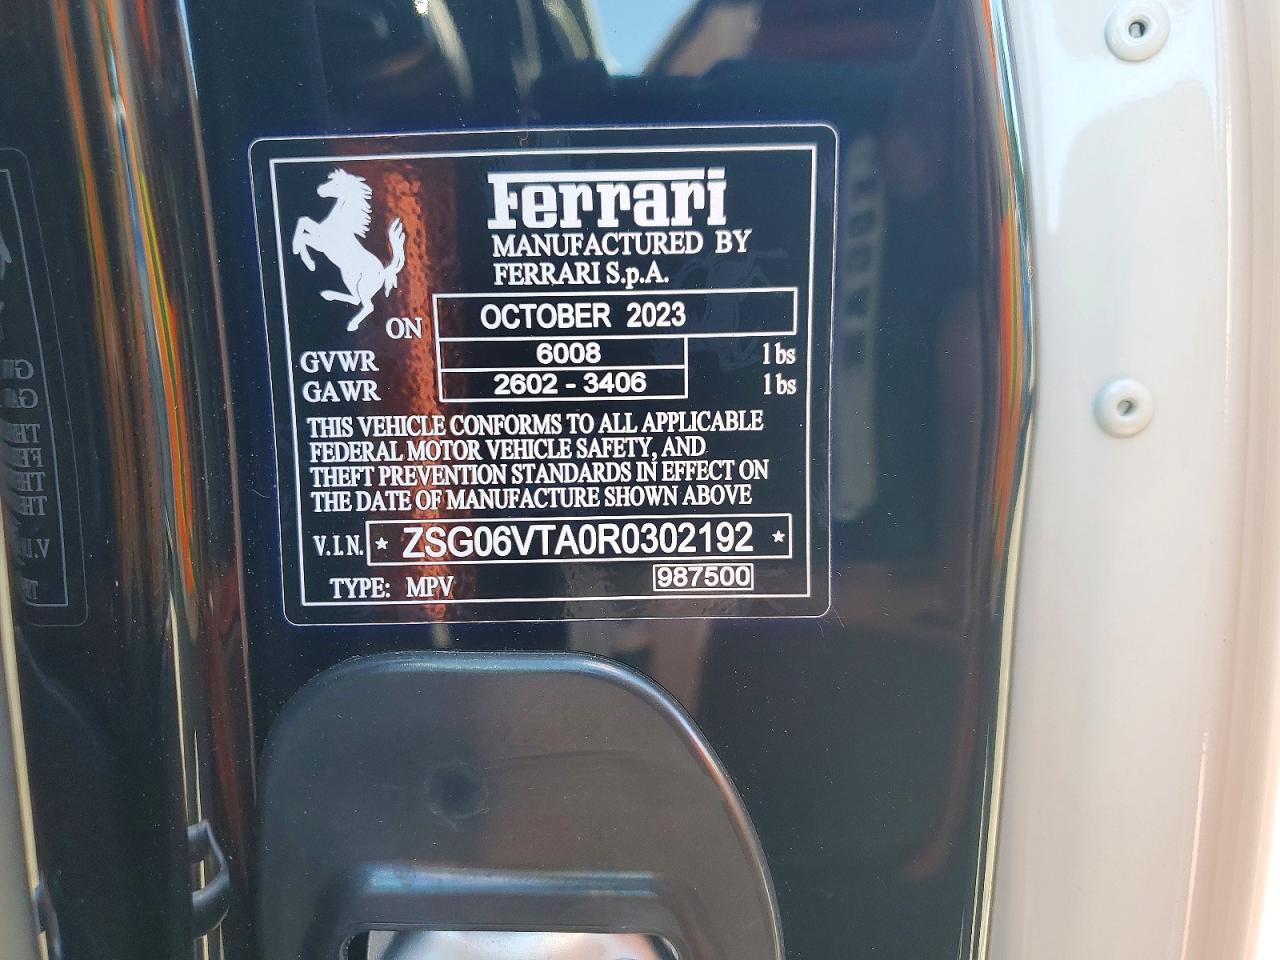 Ferrari
MANUFACTURED BY
FERRARI S.p.A.
ON OCTOBER 2023
GVWR 6008 lbs
GAWR 2602 - 3406 lbs
THIS VEHICLE CONFORMS TO ALL APPLICABLE
FEDERAL MOTOR VEHICLE SAFETY, AND
THEFT PREVENTION STANDARDS IN EFFECT ON
THE DATE OF MANUFACTURE SHOWN ABOVE
V.I.N. * ZSG06VTA0R0302192 *
TYPE: MPV 987500